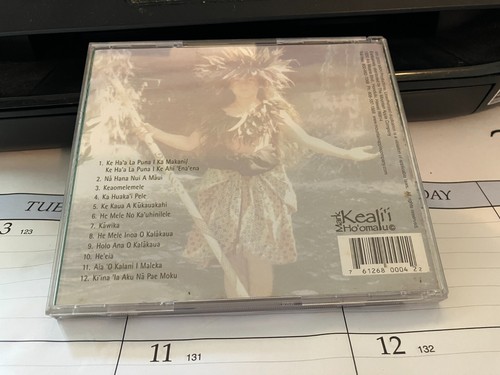 1. Ke Ha'a La Puna I Ka Makani/
Ke Ha'a La Puna I Ke Ahi 'Ena'ena
2. Nā Hana Nui A Māui
3. Keaomelemele
4. Ka Huaka'i Pele
5. Ke Kaua A Kūkauakahi
6. He Mele No Ka'uhinilele
7. Kāwika
8. He Mele Inoa O Kalākaua
9. Holo Ana O Kalākaua
10. He'eia
11. Ala 'O Kalani I Maleka
12. Ki'ina 'Ia Aku Nā Pae Moku
Mark
Keali'i
Ho'omalu
7 61268 0004 2
TUE
DAY
3 123
11 131
12 132